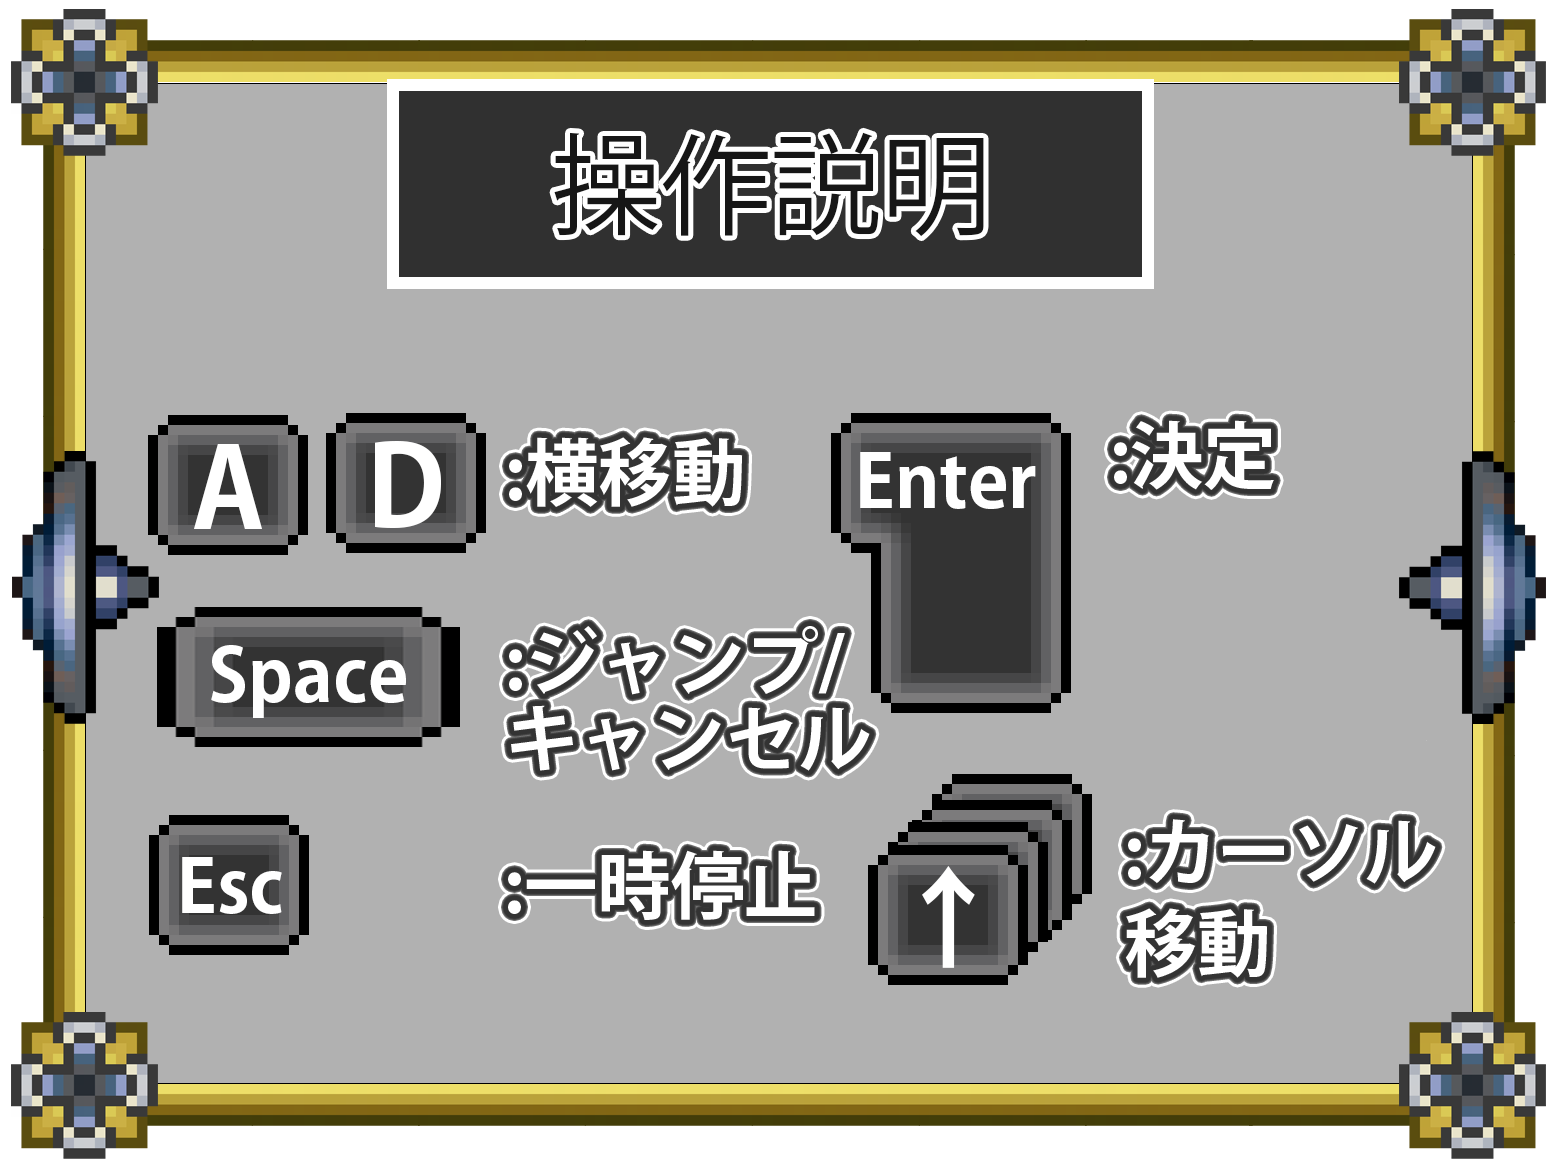 操作説明
A D :横移動
Enter :決定
Space :ジャンプ/
キャンセル
Esc :一時停止
↑ :カーソル
移動